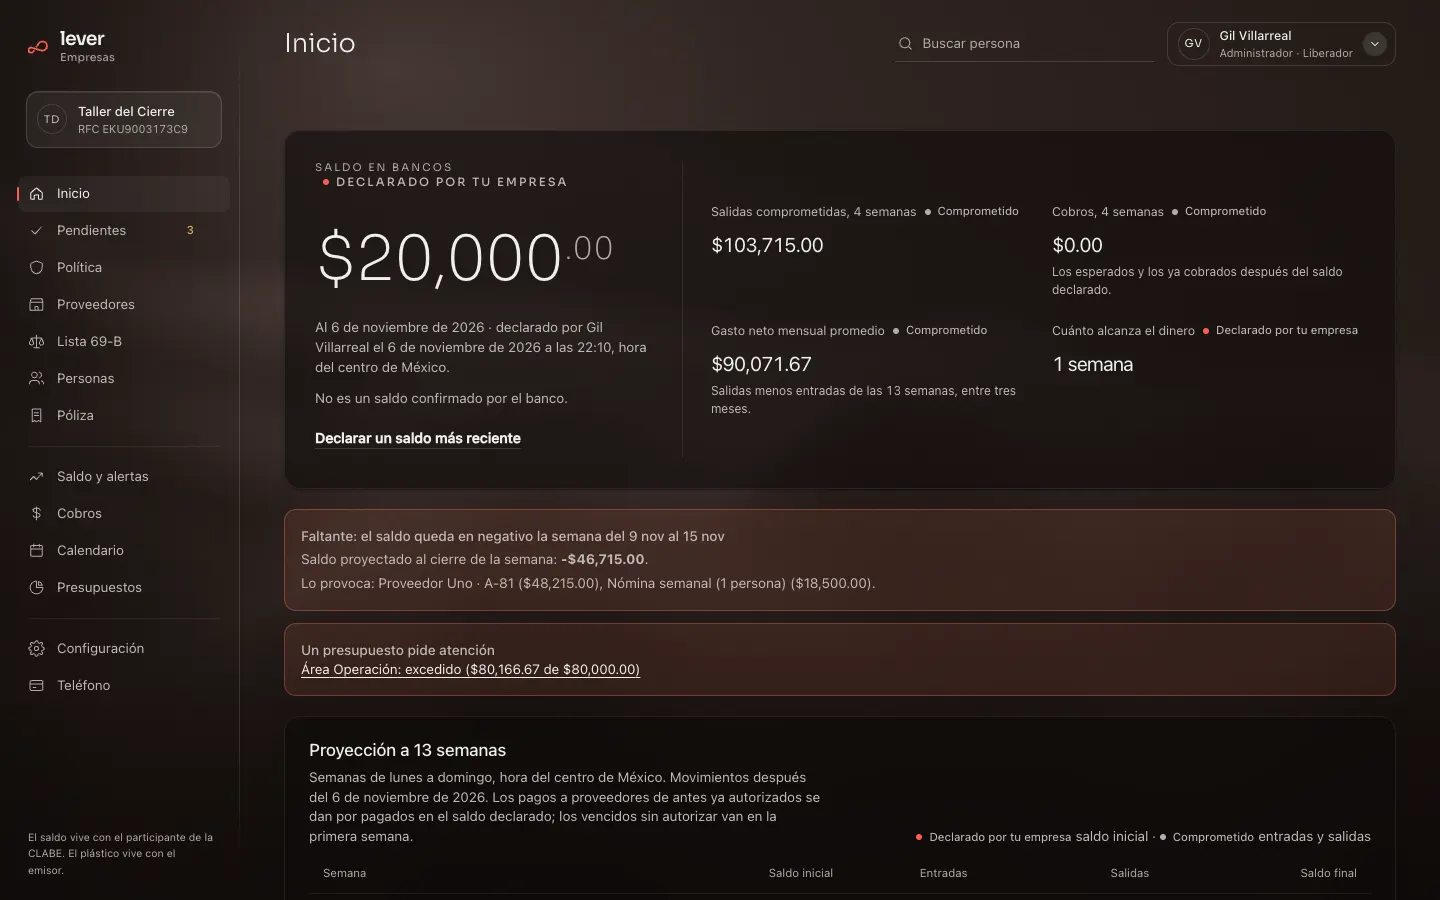 lever
Empresas
TD
Taller del Cierre
RFC EKU9003173C9
Inicio
Pendientes 3
Política
Proveedores
Lista 69-B
Personas
Póliza
Saldo y alertas
Cobros
Calendario
Presupuestos
Configuración
Teléfono
El saldo vive con el participante de la
CLABE. El plástico vive con el
emisor.
Inicio
Buscar persona
GV
Gil Villarreal
Administrador · Liberador
SALDO EN BANCOS
DECLARADO POR TU EMPRESA
$20,000.00
Al 6 de noviembre de 2026 · declarado por Gil
Villarreal el 6 de noviembre de 2026 a las 22:10, hora
del centro de México.
No es un saldo confirmado por el banco.
Declarar un saldo más reciente
Salidas comprometidas, 4 semanas Comprometido
$103,715.00
Cobros, 4 semanas Comprometido
$0.00
Los esperados y los ya cobrados después del saldo
declarado.
Gasto neto mensual promedio Comprometido
$90,071.67
Salidas menos entradas de las 13 semanas, entre tres
meses.
Cuánto alcanza el dinero Declarado por tu empresa
1 semana
Faltante: el saldo queda en negativo la semana del 9 nov al 15 nov
Saldo proyectado al cierre de la semana: -$46,715.00.
Lo provoca: Proveedor Uno · A-81 ($48,215.00), Nómina semanal (1 persona) ($18,500.00).
Un presupuesto pide atención
Área Operación: excedido ($80,166.67 de $80,000.00)
Proyección a 13 semanas
Semanas de lunes a domingo, hora del centro de México. Movimientos después
del 6 de noviembre de 2026. Los pagos a proveedores de antes ya autorizados se
dan por pagados en el saldo declarado; los vencidos sin autorizar van en la
primera semana.
Declarado por tu empresa saldo inicial · Comprometido entradas y salidas
Semana Saldo inicial Entradas Salidas Saldo final